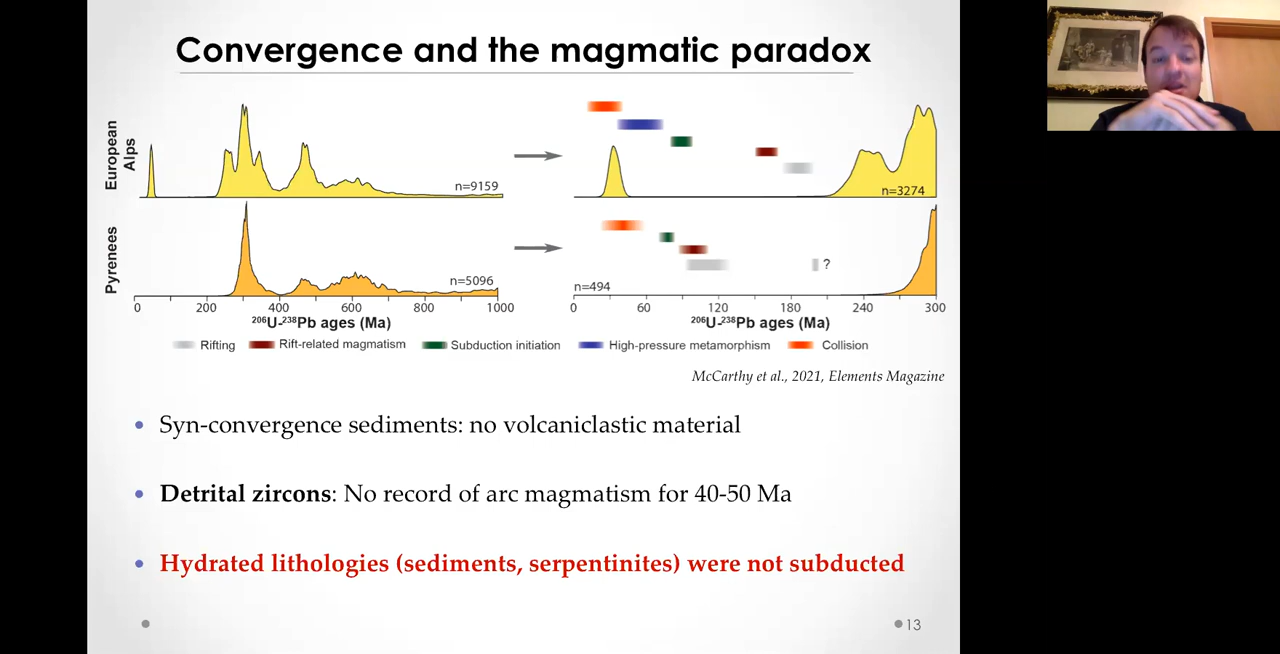 Convergence and the magmatic paradox
European
Alps
n=9159
n=3274
Pyrenees
n=5096
n=494
?
0 200 400 600 800 1000
0 60 120 180 240 300
²⁰⁶U-²³⁸Pb ages (Ma)
²⁰⁶U-²³⁸Pb ages (Ma)
Rifting
Rift-related magmatism
Subduction initiation
High-pressure metamorphism
Collision
McCarthy et al., 2021, Elements Magazine
• Syn-convergence sediments: no volcaniclastic material
• Detrital zircons: No record of arc magmatism for 40-50 Ma
• Hydrated lithologies (sediments, serpentinites) were not subducted
13